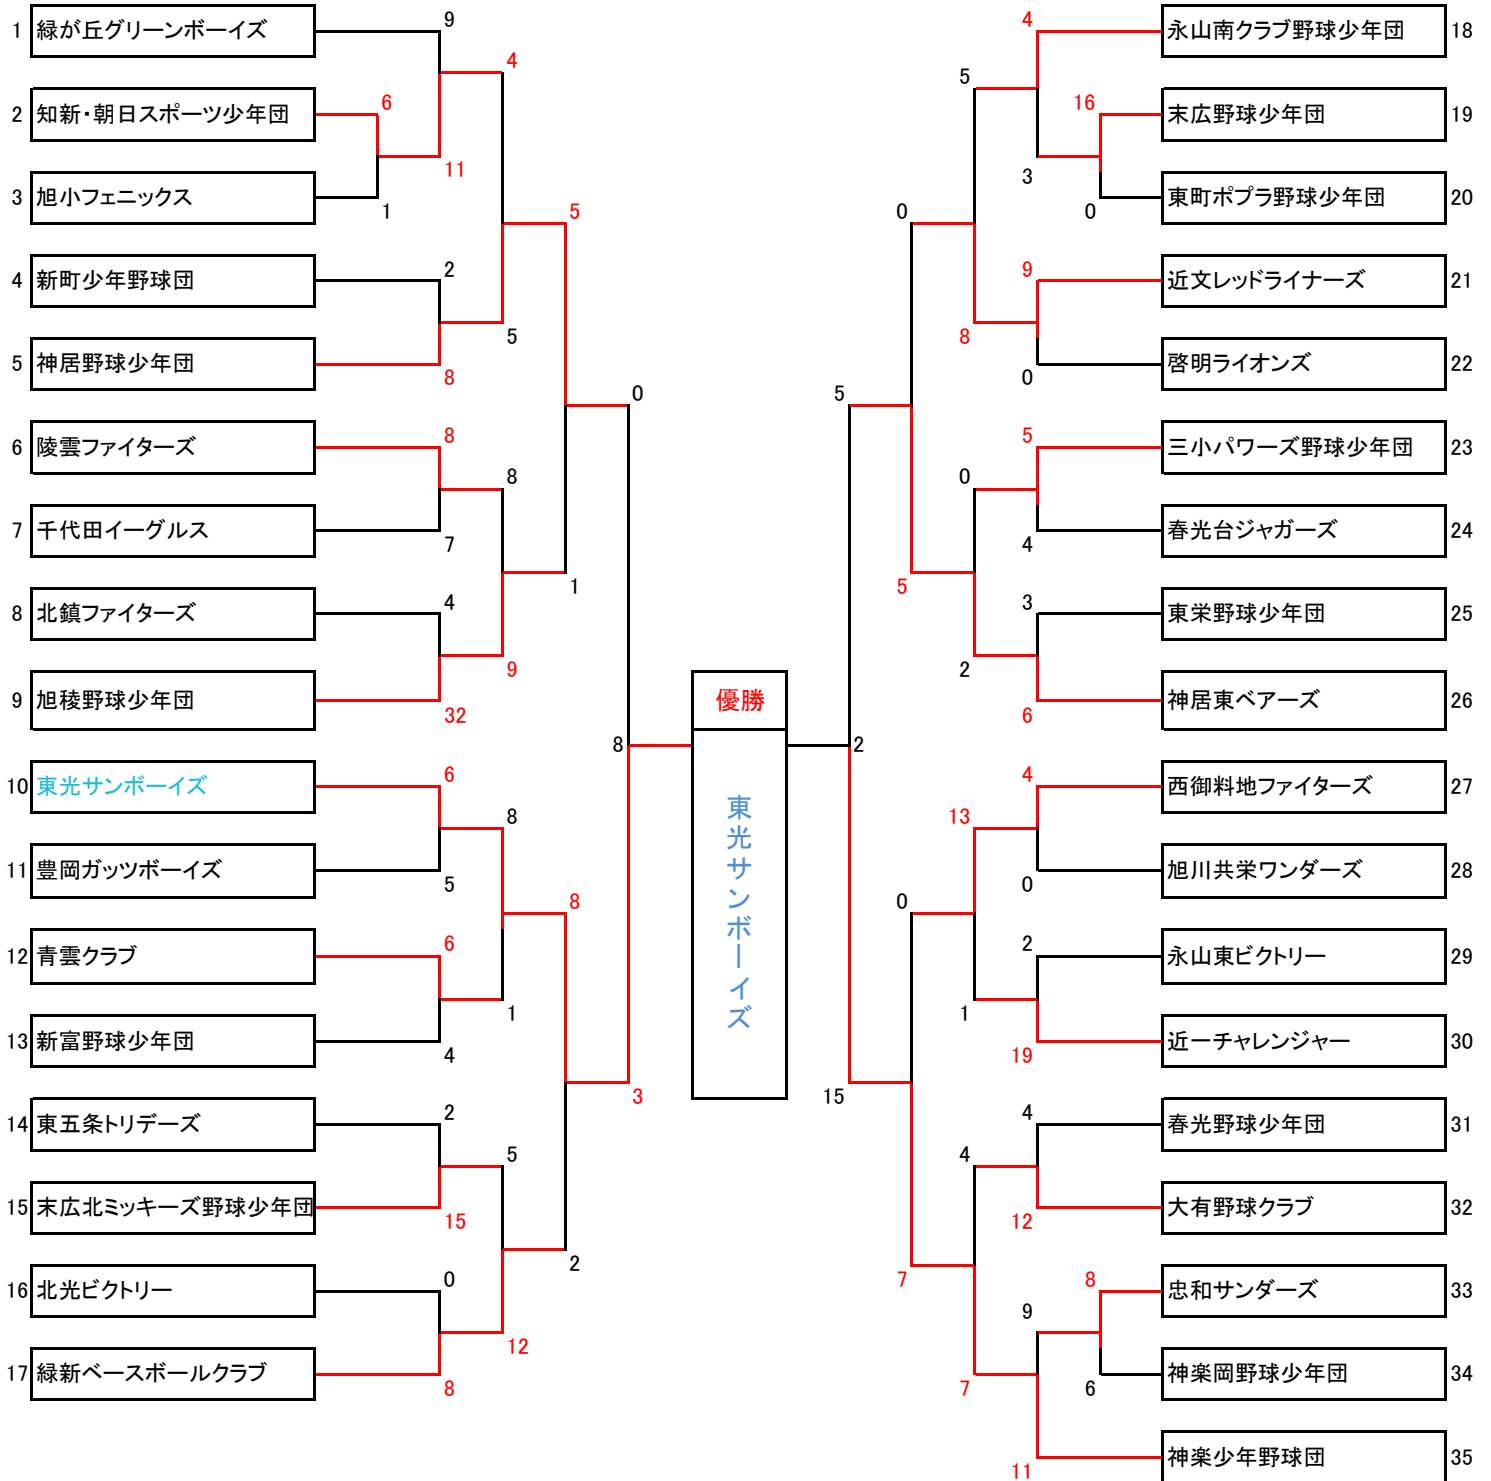 1 緑が丘グリーンボーイズ
2 知新・朝日スポーツ少年団
3 旭小フェニックス
4 新町少年野球団
5 神居野球少年団
6 陵雲ファイターズ
7 千代田イーグルス
8 北鎮ファイターズ
9 旭稜野球少年団
10 東光サンボーイズ
11 豊岡ガッツボーイズ
12 青雲クラブ
13 新富野球少年団
14 東五条トリデーズ
15 末広北ミッキーズ野球少年団
16 北光ビクトリー
17 緑新ベースボールクラブ
9
6
11
1
2
8
8
7
4
32
6
5
6
4
2
15
0
8
4
5
8
9
8
1
5
12
5
1
8
2
0
3
8
優勝
東光サンボーイズ
2
5
15
0
5
0
7
5
8
0
2
13
1
4
7
4
16
3
0
9
0
5
4
3
6
4
0
2
19
4
12
8
9
6
11
永山南クラブ野球少年団 18
末広野球少年団 19
東町ポプラ野球少年団 20
近文レッドライナーズ 21
啓明ライオンズ 22
三小パワーズ野球少年団 23
春光台ジャガーズ 24
東栄野球少年団 25
神居東ベアーズ 26
西御料地ファイターズ 27
旭川共栄ワンダーズ 28
永山東ビクトリー 29
近一チャレンジャー 30
春光野球少年団 31
大有野球クラブ 32
忠和サンダーズ 33
神楽岡野球少年団 34
神楽少年野球団 35